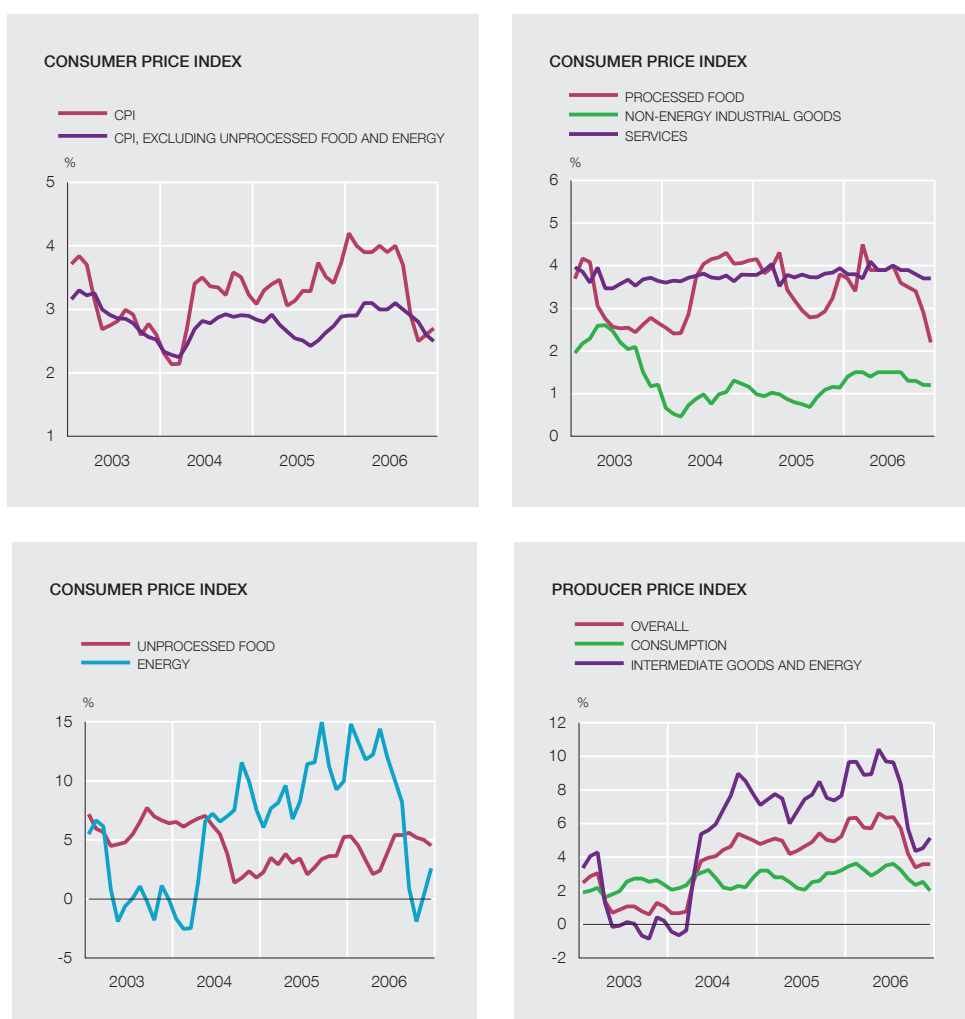 CONSUMER PRICE INDEX
CPI
CPI, EXCLUDING UNPROCESSED FOOD AND ENERGY
%
5
4
3
2
1
2003 2004 2005 2006
CONSUMER PRICE INDEX
PROCESSED FOOD
NON-ENERGY INDUSTRIAL GOODS
SERVICES
%
6
5
4
3
2
1
0
2003 2004 2005 2006
CONSUMER PRICE INDEX
UNPROCESSED FOOD
ENERGY
%
15
10
5
0
-5
2003 2004 2005 2006
PRODUCER PRICE INDEX
OVERALL
CONSUMPTION
INTERMEDIATE GOODS AND ENERGY
%
12
10
8
6
4
2
0
-2
2003 2004 2005 2006